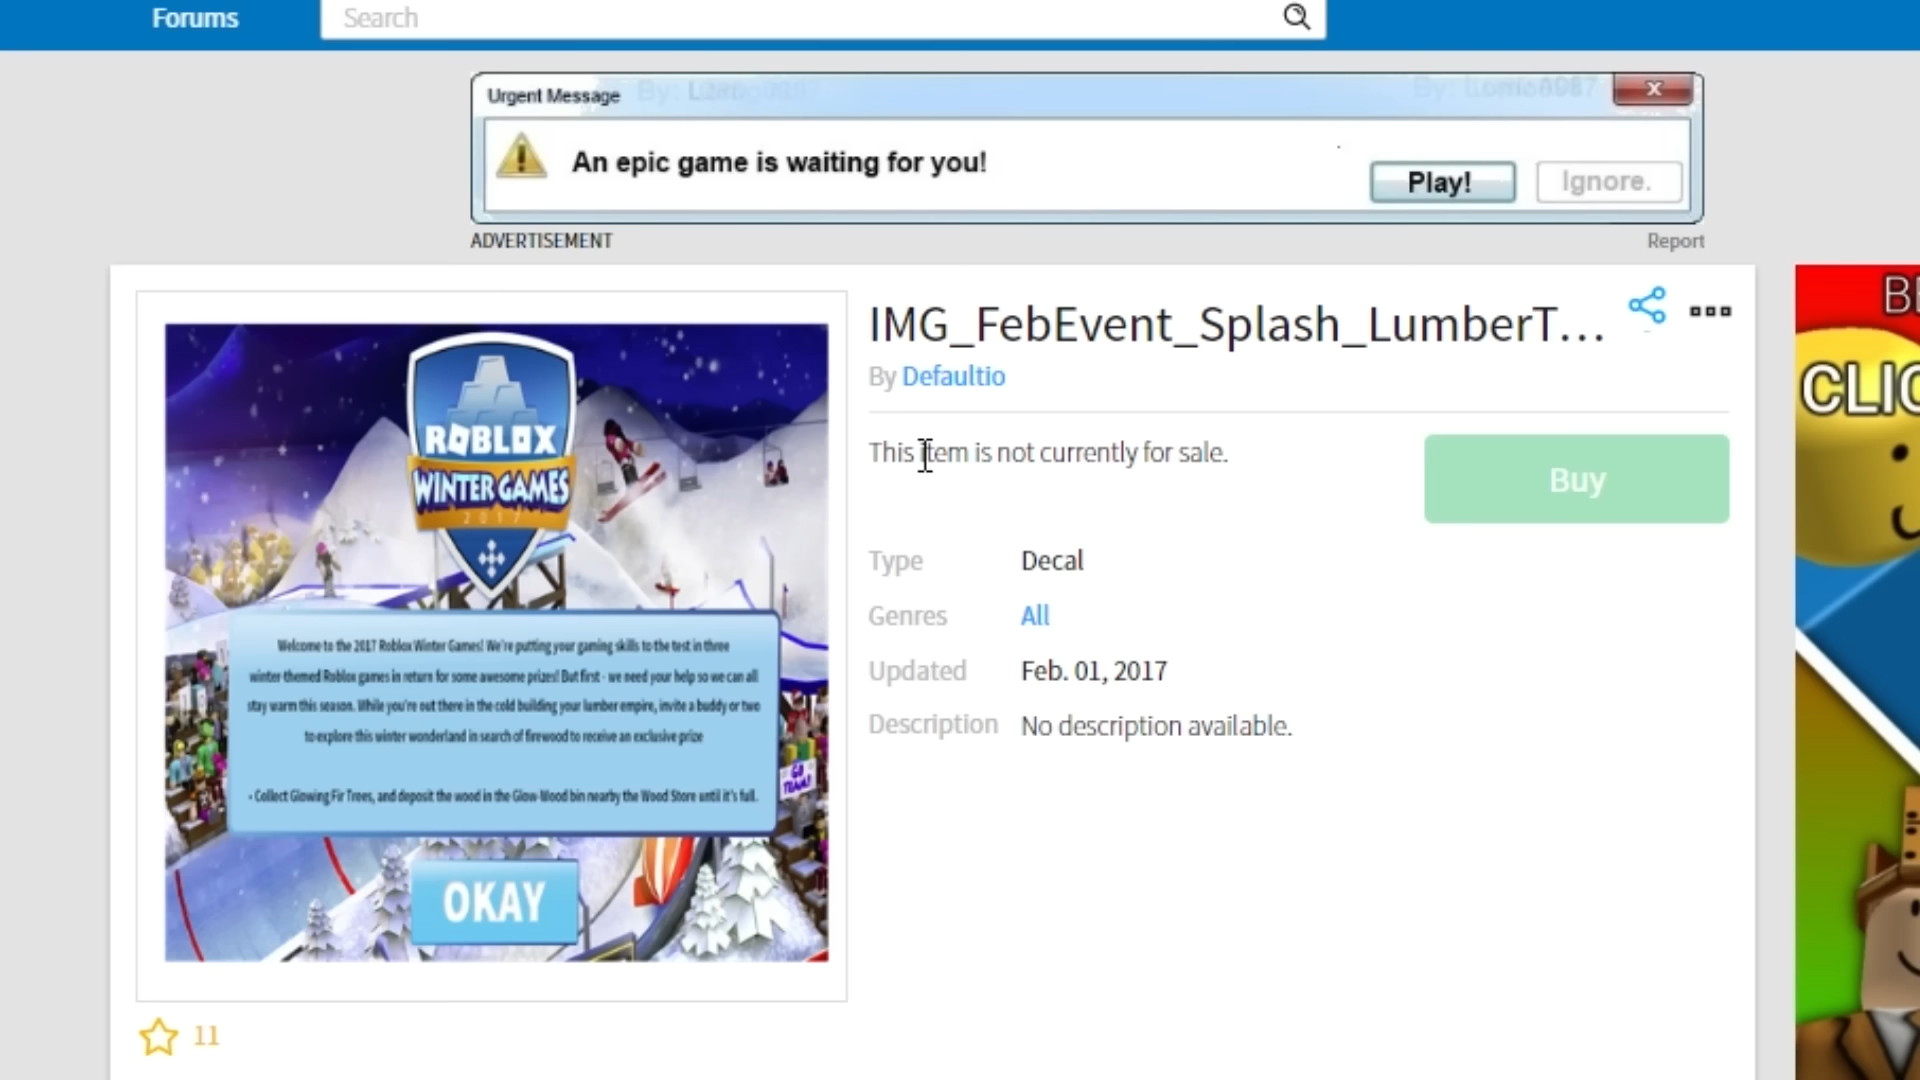 Forums
Search
Urgent Message
By:
By:
x
An epic game is waiting for you!
Play!
Ignore.
ADVERTISEMENT
Report
IMG_FebEvent_Splash_LumberT...
By Defaultio
This item is not currently for sale.
Buy
Type Decal
Genres All
Updated Feb. 01, 2017
Description No description available.
ROBLOX
WINTER GAMES
2017
Welcome to the 2017 Roblox Winter Games! We're putting your gaming skills to the test in three
winter-themed Roblox games in return for some awesome prizes! But first - we need your help so we can all
stay warm this season. While you're out there in the cold building your lumber empire, invite a buddy or two
to explore this winter wonderland in search of firewood to receive an exclusive prize
- Collect Glowing Fir Trees, and deposit the wood in the Glow-Wood bin nearby the Wood Store until it's full.
GO
TEAM!
OKAY
11
BE
CLIC